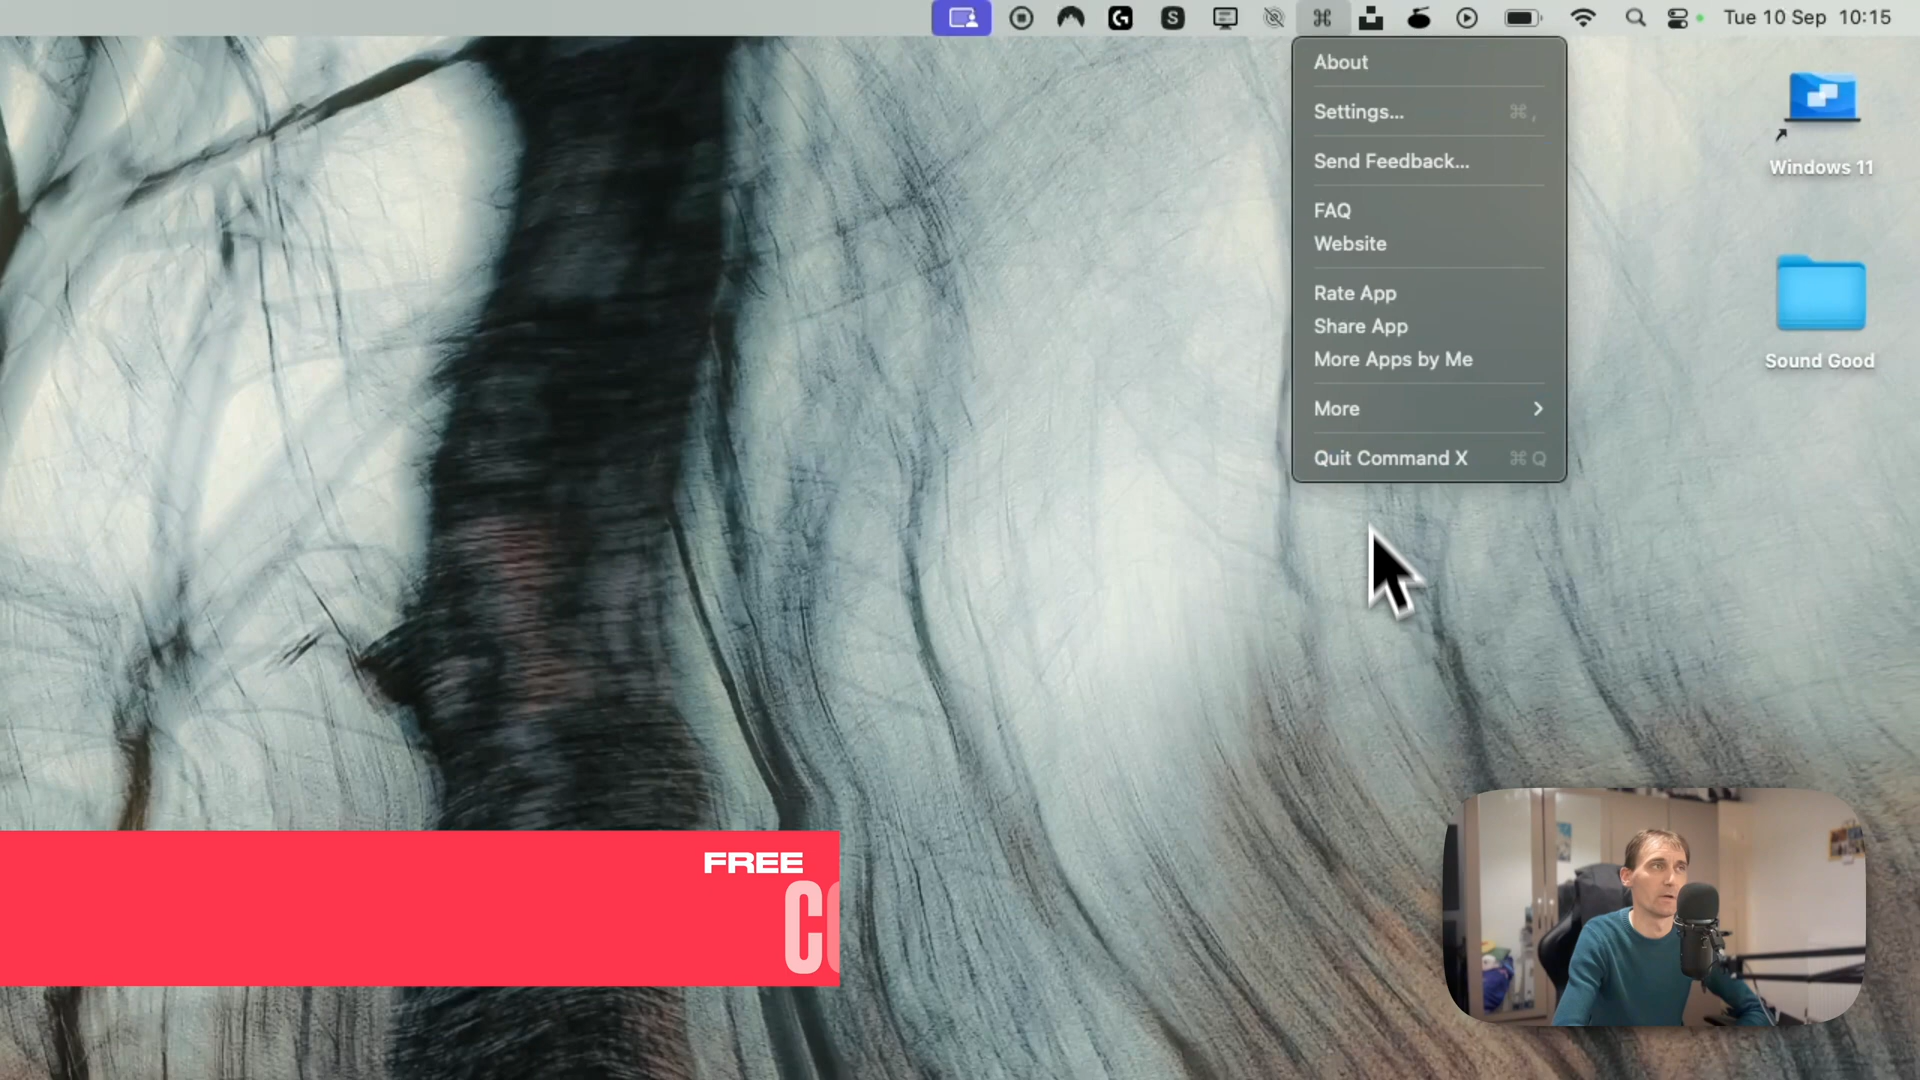 Tue 10 Sep 10:15
About
Settings... ⌘ ,
Send Feedback...
FAQ
Website
Rate App
Share App
More Apps by Me
More
Quit Command X ⌘ Q
Windows 11
Sound Good
FREE